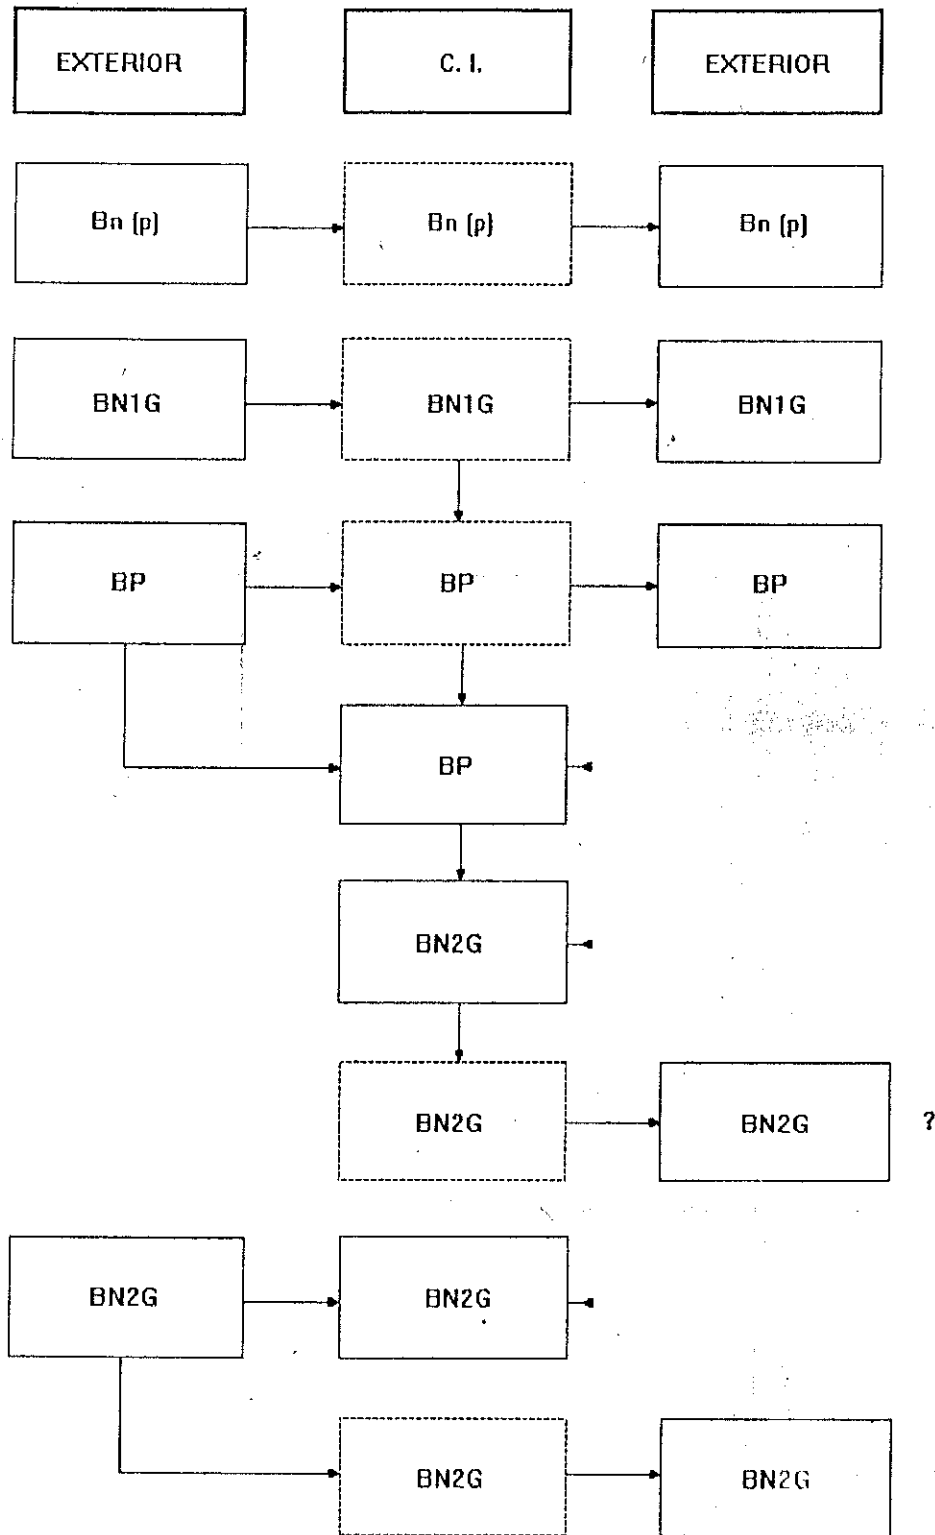 EXTERIOR C. I. EXTERIOR
Bn (p) Bn (p) Bn (p)
BN1G BN1G BN1G
BP BP BP
BP
BN2G
BN2G BN2G ?
BN2G BN2G
BN2G BN2G